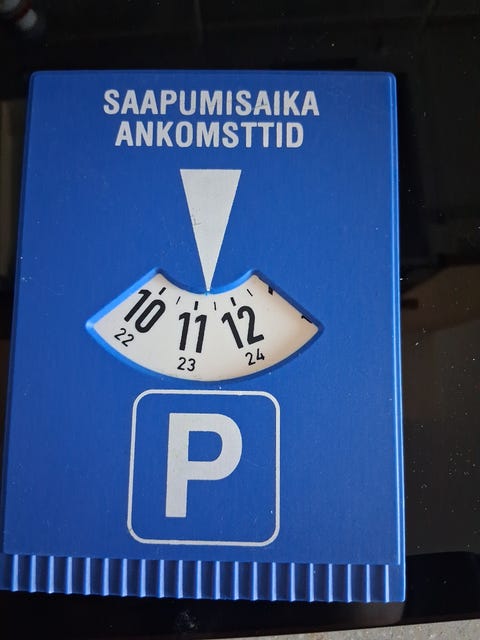 SAAPUMISAIKA
ANKOMSTTID
10 11 12
22 23 24
P